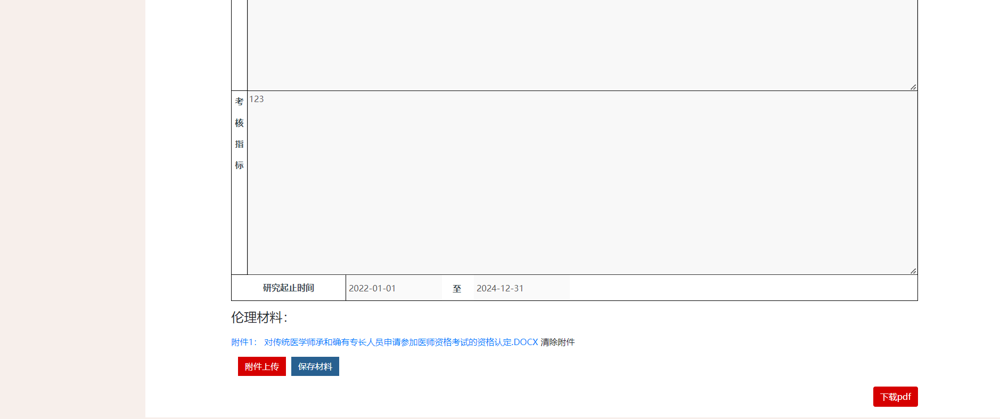 123
考
核
指
标
研究起止时间 2022-01-01 至 2024-12-31
伦理材料：
附件1： 对传统医学师承和确有专长人员申请参加医师资格考试的资格认定.DOCX 清除附件
附件上传 保存材料
下载pdf